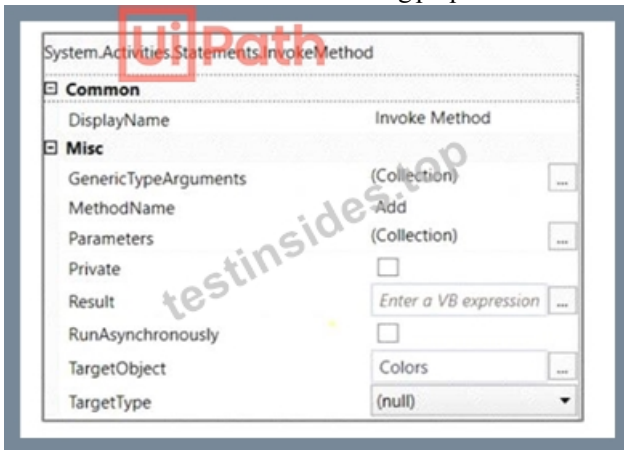 UiPath
System.Activities.Statements.InvokeMethod
Common
DisplayName Invoke Method
Misc
GenericTypeArguments (Collection) ...
MethodName Add
Parameters (Collection) ...
Private
Result Enter a VB expression ...
RunAsynchronously
TargetObject Colors ...
TargetType (null)
testinsides.top